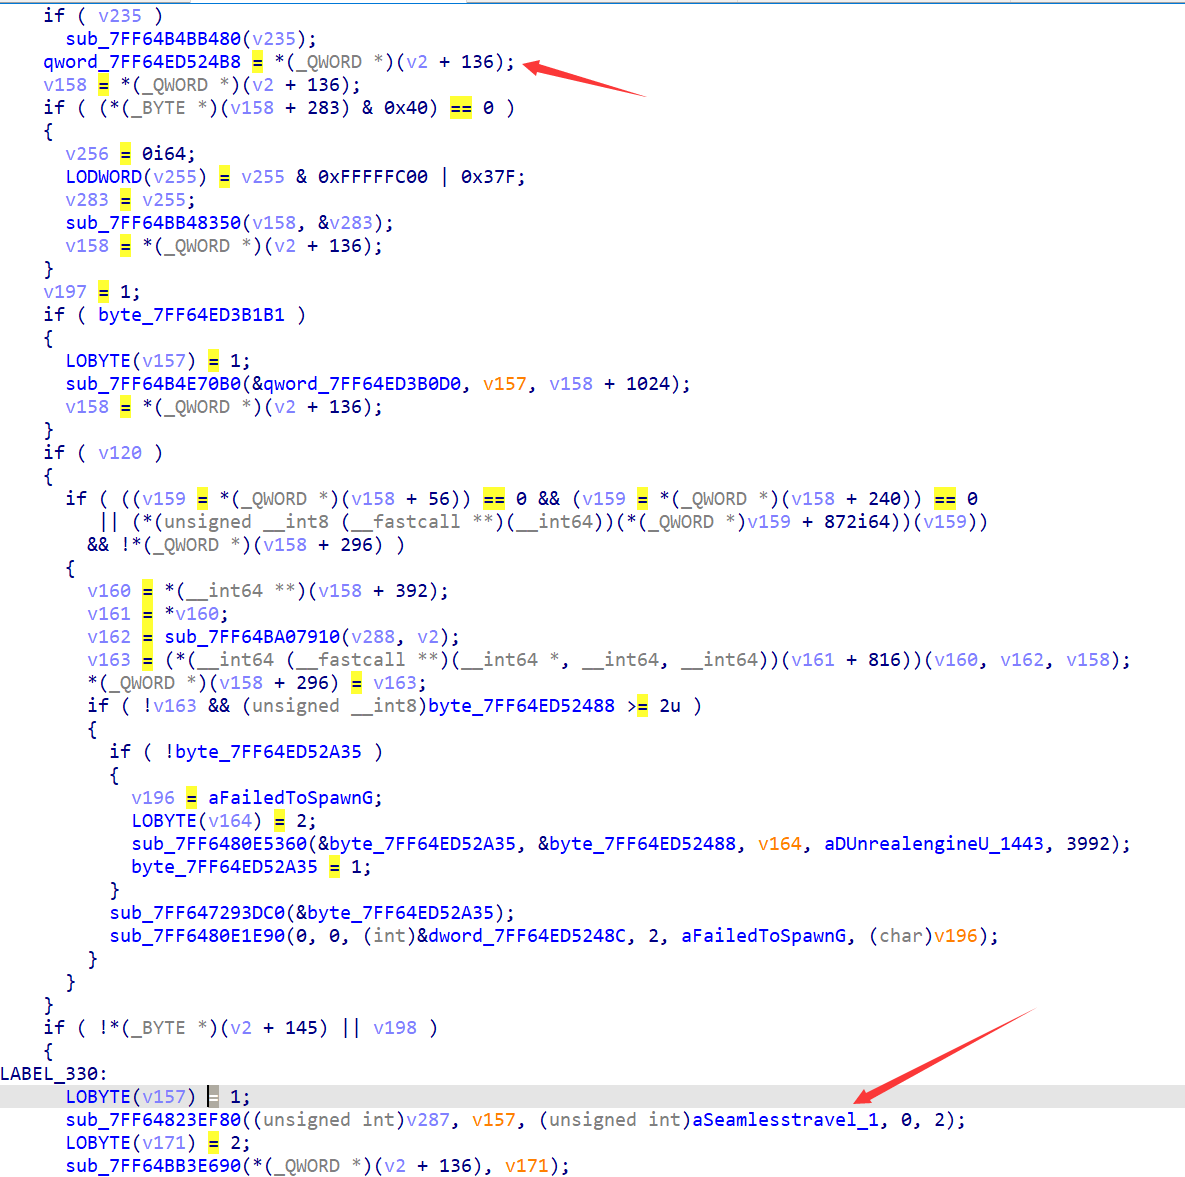 if ( v235 )
sub_7FF64B4BB480(v235);
qword_7FF64ED524B8 = *(_QWORD *)(v2 + 136);
v158 = *(_QWORD *)(v2 + 136);
if ( (*(_BYTE *)(v158 + 283) & 0x40) == 0 )
{
v256 = 0i64;
LODWORD(v255) = v255 & 0xFFFFFC00 | 0x37F;
v283 = v255;
sub_7FF64BB48350(v158, &v283);
v158 = *(_QWORD *)(v2 + 136);
}
v197 = 1;
if ( byte_7FF64ED3B1B1 )
{
LOBYTE(v157) = 1;
sub_7FF64B4E70B0(&qword_7FF64ED3B0D0, v157, v158 + 1024);
v158 = *(_QWORD *)(v2 + 136);
}
if ( v120 )
{
if ( ((v159 = *(_QWORD *)(v158 + 56)) == 0 && (v159 = *(_QWORD *)(v158 + 240)) == 0
|| (*(unsigned __int8 (__fastcall **)(__int64))(*(_QWORD *)v159 + 872i64))(v159))
&& !*(_QWORD *)(v158 + 296) )
{
v160 = *(__int64 **)(v158 + 392);
v161 = *v160;
v162 = sub_7FF64BA07910(v288, v2);
v163 = (*(__int64 (__fastcall **)(__int64 *, __int64, __int64))(v161 + 816))(v160, v162, v158);
*(_QWORD *)(v158 + 296) = v163;
if ( !v163 && (unsigned __int8)byte_7FF64ED52488 >= 2u )
{
if ( !byte_7FF64ED52A35 )
{
v196 = aFailedToSpawnG;
LOBYTE(v164) = 2;
sub_7FF6480E5360(&byte_7FF64ED52A35, &byte_7FF64ED52488, v164, aDUnrealengineU_1443, 3992);
byte_7FF64ED52A35 = 1;
}
sub_7FF647293DC0(&byte_7FF64ED52A35);
sub_7FF6480E1E90(0, 0, (int)&dword_7FF64ED5248C, 2, aFailedToSpawnG, (char)v196);
}
}
}
if ( !*(_BYTE *)(v2 + 145) || v198 )
{
LABEL_330:
LOBYTE(v157) = 1;
sub_7FF64823EF80((unsigned int)v287, v157, (unsigned int)aSeamlesstravel_1, 0, 2);
LOBYTE(v171) = 2;
sub_7FF64BB3E690(*(_QWORD *)(v2 + 136), v171);